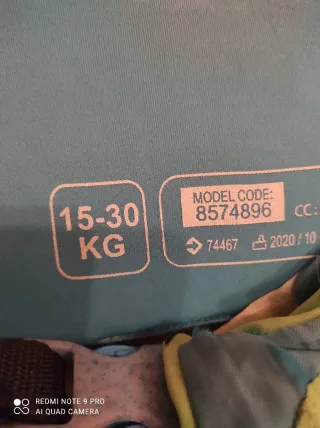 15-30
KG
MODEL CODE:
8574896
CC:
74467 2020/10
REDMI NOTE 9 PRO
AI QUAD CAMERA